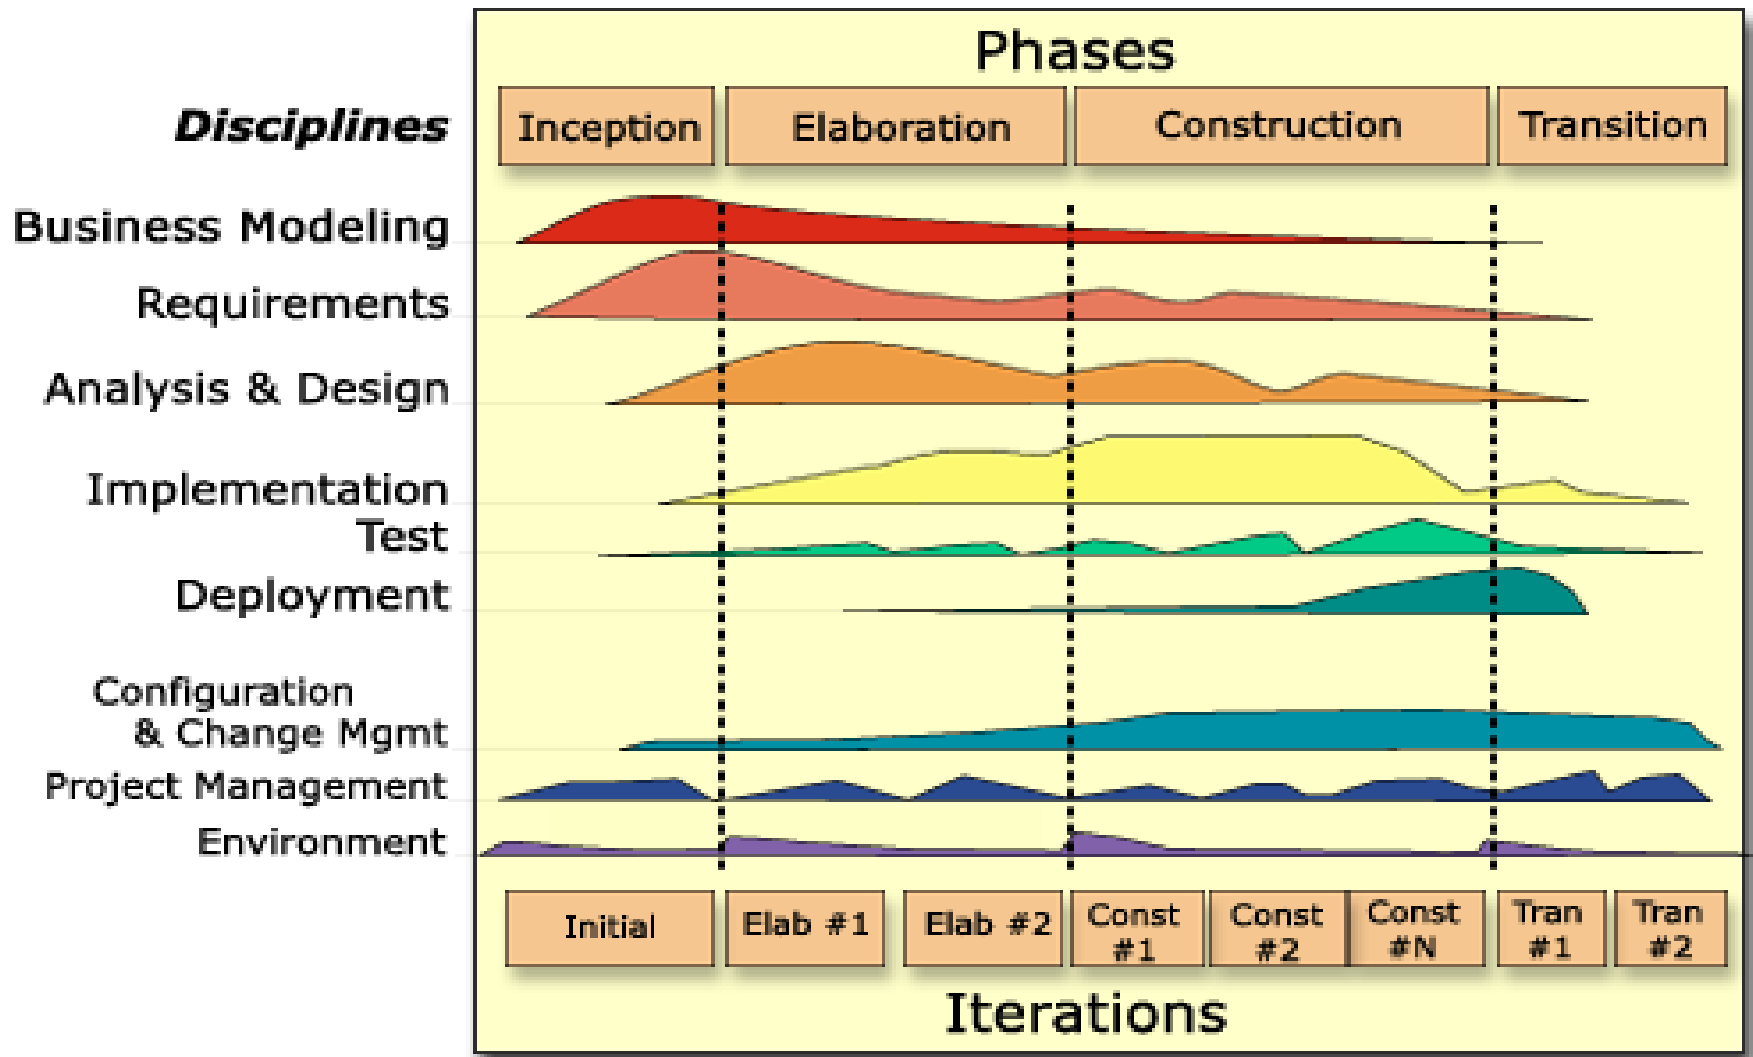 Phases
Disciplines
Inception
Elaboration
Construction
Transition
Business Modeling
Requirements
Analysis & Design
Implementation
Test
Deployment
Configuration
& Change Mgmt
Project Management
Environment
Initial
Elab #1
Elab #2
Const
#1
Const
#2
Const
#N
Tran
#1
Tran
#2
Iterations